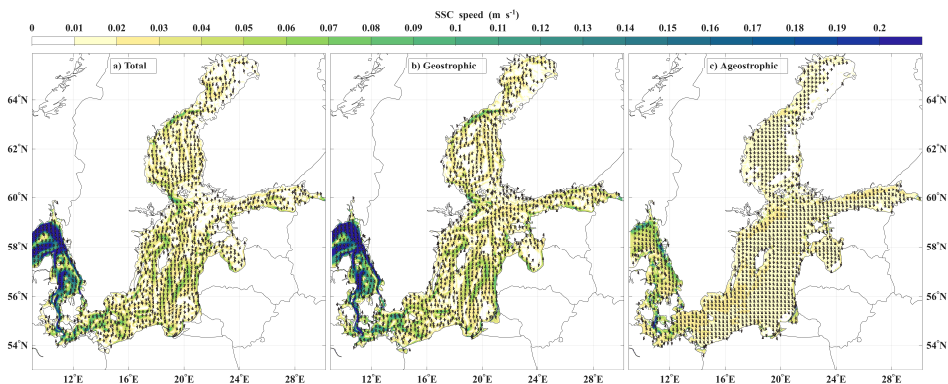 SSC speed (m s⁻¹)
0 0.01 0.02 0.03 0.04 0.05 0.06 0.07 0.08 0.09 0.1 0.11 0.12 0.13 0.14 0.15 0.16 0.17 0.18 0.19 0.2
a) Total b) Geostrophic c) Ageostrophic
64°N 64°N
62°N 62°N
60°N 60°N
58°N 58°N
56°N 56°N
54°N 54°N
12°E 16°E 20°E 24°E 28°E 12°E 16°E 20°E 24°E 28°E 12°E 16°E 20°E 24°E 28°E